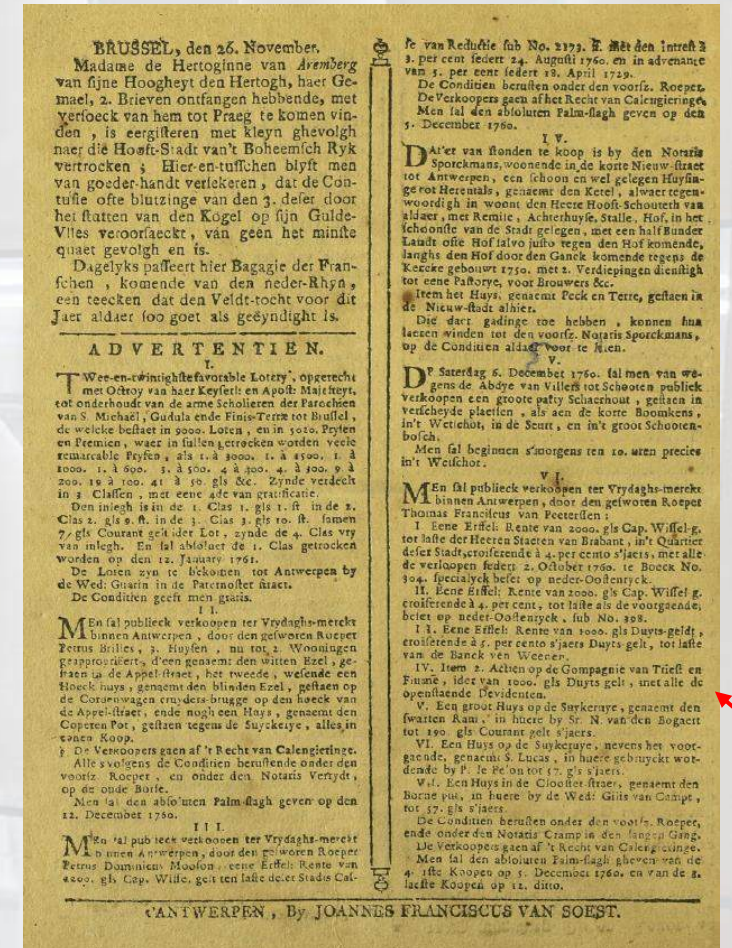 BRUSSEL, den 26. November.
Madame de Hertoginne van Aremberg
van sijne Hoogheyt den Hertogh, haer Ge-
mael, 2. Brieven ontfangen hebbende, met
versoeck van hem tot Praeg te komen vin-
den, is eergisteren met kleyn ghevolgh
naer die Hooft-Stadt van't Boheemsch Ryk
vertrocken; Hier-en-tusschen blyft men
van goeder-handt versekeren, dat de Con-
tusie ofte blutzinge van den 3. deser door
het statten van den Kogel op sijn Gulde-
Vlies veroorsaeckt, van geen het minste
quaet gevolgh en is.
Dagelyks passeert hier Bagagie der Fran-
schen, komende van den neder-Rhyn,
een teecken dat den Veldt-tocht voor dit
Jaer aldaer soo goet als geëyndight is.
ADVERTENTIEN.
I.
Wee-en-twintighste favorable Lotery, opgerecht
met Octroy van haer Keyserl: en Apost: Majesteyt,
tot onderhoudt van de arme Scholieren der Parochien
van S. Michaël, Gudula ende Finis-Terræ tot Brussel,
de welcke bestaet in 9000. Loten, en in 5020. Prysen
en Premien, waer in sullen getrocken worden veele
remarcable Prysen, als 1. à 3000. 1. à 1500. 1. à
1000. 1. à 600. 3. à 500. 4 à 400. 4. à 300. 9. à
200. 19 à 100. 41 à 50. gls &c. Zynde verdeelt
in 3 Classen, met eene 4de van gratificatie.
Den inlegh is in de 1. Clas 1. gls 1. st in de 2.
Clas 2. gls 9. st. in de 3. Clas 3. gls 10. st. samen
7. gls Courant gelt ider Lot, zynde de 4. Clas vry
van inlegh. En sal absoluet de 1. Clas getrocken
worden op den 12. January 1761.
De Loten zyn te bekomen tot Antwerpen by
de Wed: Guarin in de Paternoster straet.
De Conditien geeft men gratis.
II.
MEn sal publieck verkoopen ter Vrydaghs-merckt
binnen Antwerpen, door den gesworen Roeper
Petrus Brilles, 3. Huysen, nu tot 2. Wooningen
geapproprieert, d'een genaemt den witten Ezel, ge-
staen in de Appel-straet, het tweede, wesende een
Hoeck huys, genaemt den blinden Ezel, gestaen op
de Corduwagen cruyders-brugge op den hoeck van
de Appel-straet, ende nogh een Huys, genaemt den
Coperen Pot, gestaen tegens de Suyckerye, alles in
eenen Koop.
De Verkoopers gaen af 't Recht van Calengieringe.
Alles volgens de Conditien berustende onder den
voorsz. Roeper, en onder den Notaris Vertydt,
op de oude Borse.
Men sal den absoluten Palm-slagh geven op den
12. December 1760.
III.
MEn sal publieck verkoopen ter Vrydaghs-merckt
binnen Antwerpen, door den gesworen Roeper
Petrus Dominicus Mooson, eene Erffel: Rente van
gls, Cap. Wisse. gelt ten laste deser Stadts Cas-
se van Reductie sub No. 2173. met den Intrest à
3. per cent sedert 24. Augusti 1760. en in advenante
van 5. per cent sedert 18. April 1729.
De Conditien berusten onder den voorsz. Roeper.
De Verkoopers gaen af het Recht van Calengieringe.
Men sal den absoluten Palm-slagh geven op den
5. December 1760.
IV.
DAt'er van stonden te koop is by den Notaris
Sporckmans, woonende in de korte Nieuw-straet
tot Antwerpen, een schoon en wel gelegen Huysin-
ge tot Herentals, genaemt den Ketel, alwaer tegen-
woordigh in woont den Heere Hooft-Schouteth van
aldaer, met Remise, Achterhuyse, Stalle, Hof, in het
schoonste van de Stadt gelegen, met een half Bunder
Landt ofte Hof salvo justo tegen den Hof komende,
langhs den Hof door den Ganck komende tegens de
Kercke gebouwt 1750. met 2. Verdiepingen dienstigh
tot eene Pastorye, voor Brouwers &c.
Item het Huys, genaemt Peck en Terre, gestaen in
de Nieuw-stadt alhier.
Die daer gadinge toe hebben, konnen hun
laeten vinden tot den voorsz. Notaris Sporckmans,
op de Conditien aldaer voor te sien.
V.
OP Saterdag 6. December 1760. sal men van we-
gens de Abdye van Villers tot Schooten publiek
verkoopen een groote party Schaerhout, gestaen in
verscheyde plaetsen, als aen de korte Boomkens,
in't Wetschot, in de Seurt, en in't groot Schooten-
bosch.
Men sal beginnen s'morgens ten 10. uren precies
in't Wetschot.
VI.
MEn sal publieck verkoopen ter Vrydaghs-merckt
binnen Antwerpen, door den gesworen Roeper
Thomas Franciscus van Peeterssen:
I Eene Erffel: Rente van 2000. gls Cap. Wissel-g.
tot laste der Heeren Staeten van Brabant, in't Quartier
deser Stadt, croiserende à 4. per cento s'jaers, met alle
de verloopen sedert 2. October 1760. te Boeck No.
304. specialyck beset op neder-Oostenryck.
II. Eene Erffel: Rente van 2000. gls Cap. Wissel g.
croiserende à 4. per cent, tot laste als de voorgaende,
beset op neder-Oostenryck, sub No. 398.
III. Eene Erffel: Rente van 1000. gls Duyts-geldt,
croiserende à 5. per cento s'jaers Duyts-gelt, tot laste
van de Banck van Weenen.
IV. Item 2. Actien op de Compagnie van Triest en
Fiume, ider van 1000. gls Duyts gelt, met alle de
openstaende Devidenten.
V. Een groot Huys op de Suykeruye, genaemt den
swarten Ram, in huere by Sr. N. van den Bogaert
tot 190. gls Courant gelt s'jaers.
VI. Een Huys op de Suykeruye, nevens het voor-
gaende, genaemt S. Lucas, in huere gebruyckt wor-
dende by P. le Pe'on tot 57. gls s'jaers.
VII. Een Huys in de Clooster-straet, genaemt den
Borne put, in huere by de Wed: Gilis van Campt,
tot 57. gls s'jaers.
De Conditien berusten onder den voorsz. Roeper,
ende onder den Notaris Cramp in den langen Gang.
De Verkoopers gaen af 't Recht van Calengieringe.
Men sal den absoluten Palm-slagh gheven van de
4. iste Koopen op 5. December 1760. en van de 3.
laeste Koopen op 12. ditto.
T'ANTWERPEN, By JOANNES FRANCISCUS VAN SOEST.